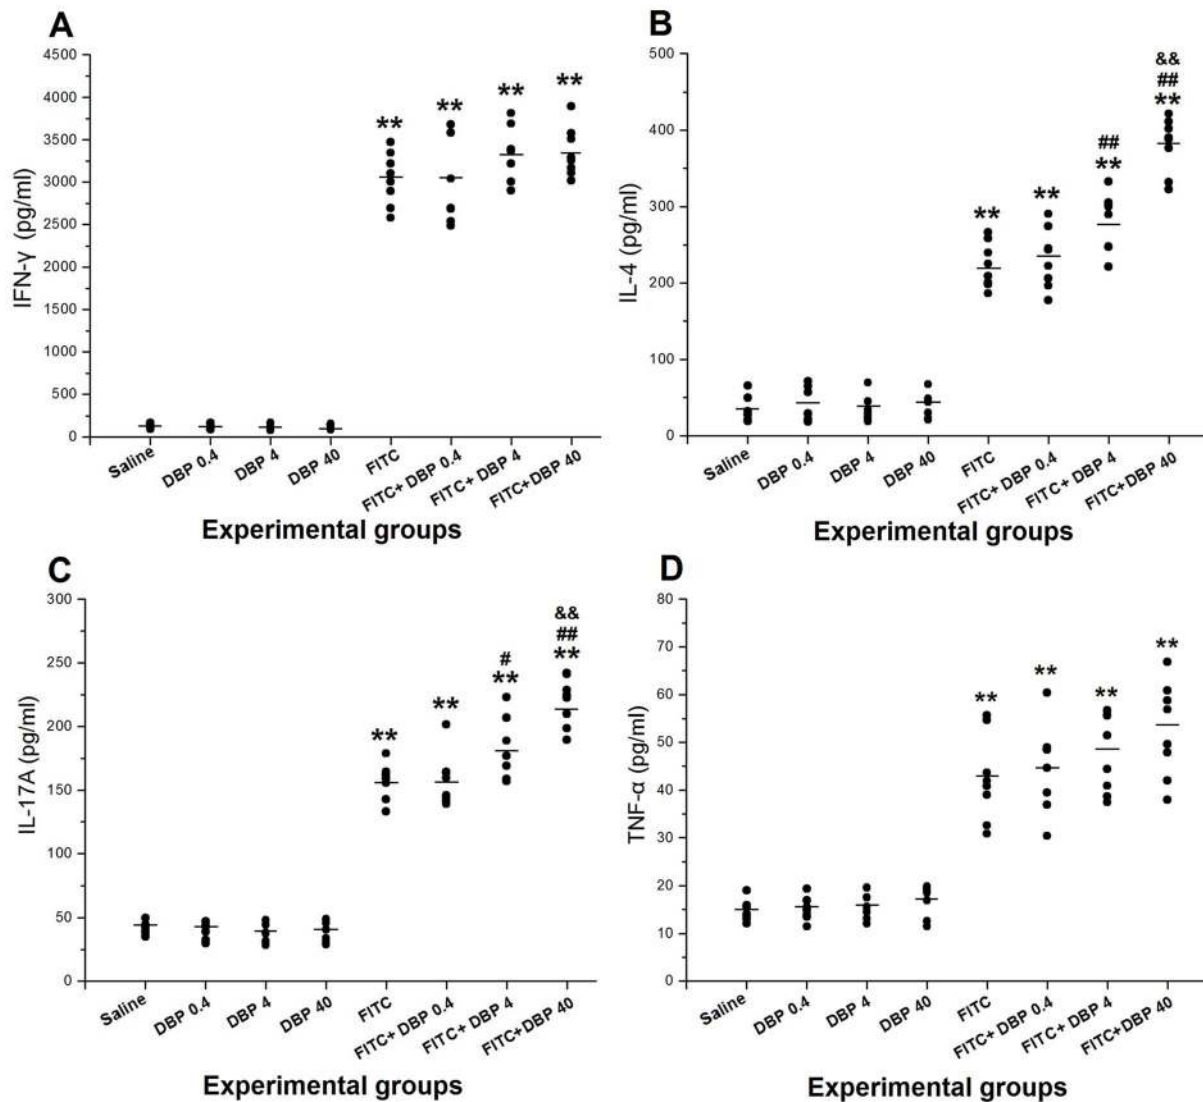 A
4500
4000
3500
3000
2500
2000
1500
1000
500
0
IFN-γ (pg/ml)
**
**
**
**
Saline
DBP 0.4
DBP 4
DBP 40
FITC
FITC+ DBP 0.4
FITC+ DBP 4
FITC+DBP 40
Experimental groups
B
500
400
300
200
100
0
IL-4 (pg/ml)
**
**
##
**
&&
##
**
Saline
DBP 0.4
DBP 4
DBP 40
FITC
FITC+ DBP 0.4
FITC+ DBP 4
FITC+DBP 40
Experimental groups
C
300
250
200
150
100
50
0
IL-17A (pg/ml)
**
**
#
**
&&
##
**
Saline
DBP 0.4
DBP 4
DBP 40
FITC
FITC+ DBP 0.4
FITC+ DBP 4
FITC+DBP 40
Experimental groups
D
80
70
60
50
40
30
20
10
0
TNF-α (pg/ml)
**
**
**
**
Saline
DBP 0.4
DBP 4
DBP 40
FITC
FITC+ DBP 0.4
FITC+ DBP 4
FITC+DBP 40
Experimental groups